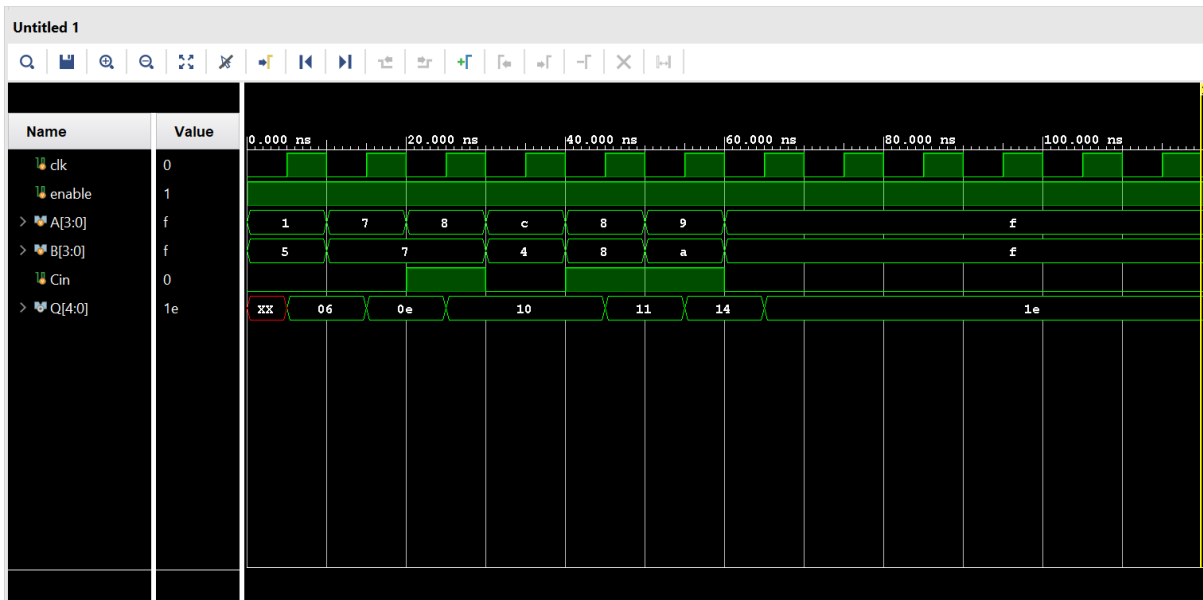 Untitled 1
Name Value
0.000 ns 20.000 ns 40.000 ns 60.000 ns 80.000 ns 100.000 ns
clk 0
enable 1
A[3:0] f 1 7 8 c 8 9 f
B[3:0] f 5 7 4 8 a f
Cin 0
Q[4:0] 1e XX 06 0e 10 11 14 1e